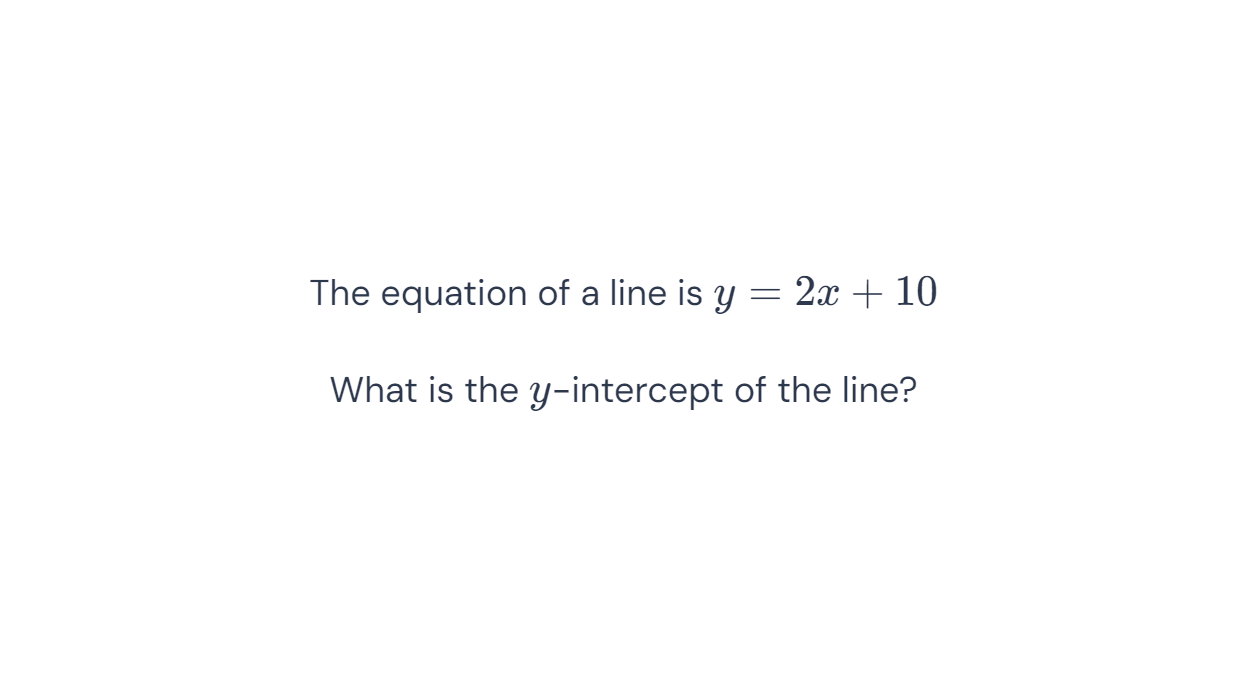 The equation of a line is y = 2x + 10
What is the y-intercept of the line?